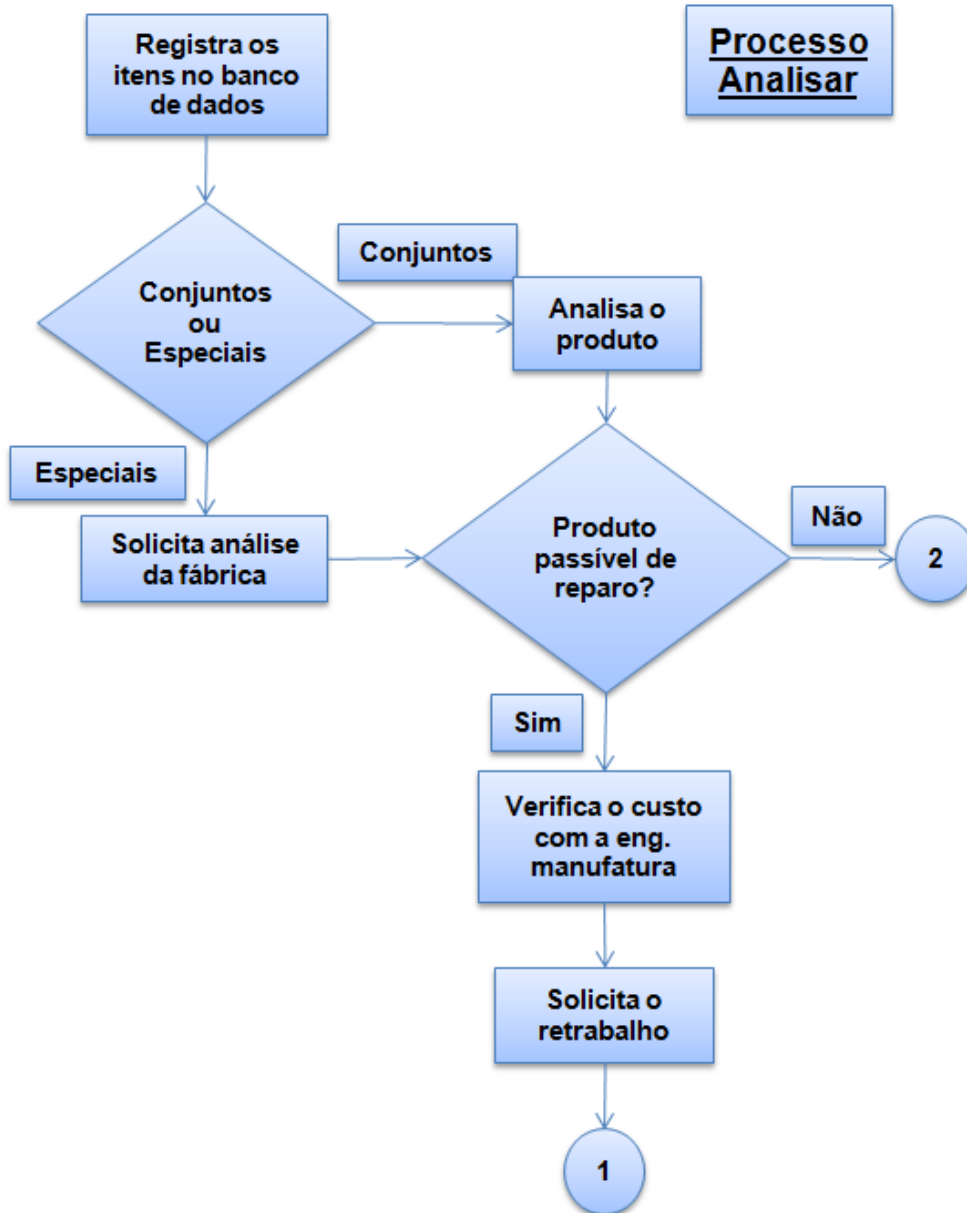 Registra os
itens no banco
de dados
Processo
Analisar
Conjuntos
Conjuntos
ou
Especiais
Analisa o
produto
Especiais
Solicita análise
da fábrica
Produto
passível de
reparo?
Não
2
Sim
Verifica o custo
com a eng.
manufatura
Solicita o
retrabalho
1